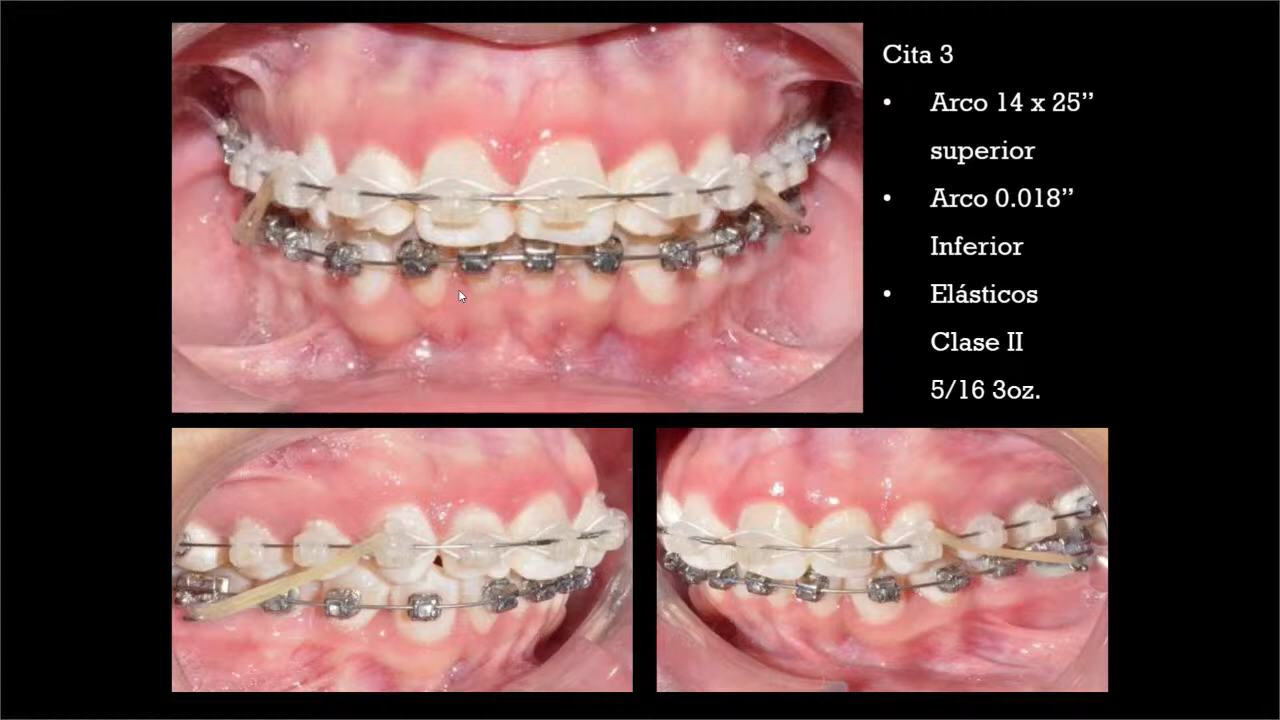 Cita 3
• Arco 14 x 25’’
superior
• Arco 0.018’’
Inferior
• Elásticos
Clase II
5/16 3oz.